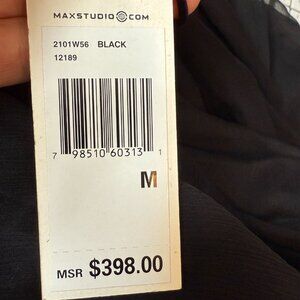 MAXSTUDIO COM
2101W56 BLACK
12189
7 98510 60313 1
M
MSR $398.00